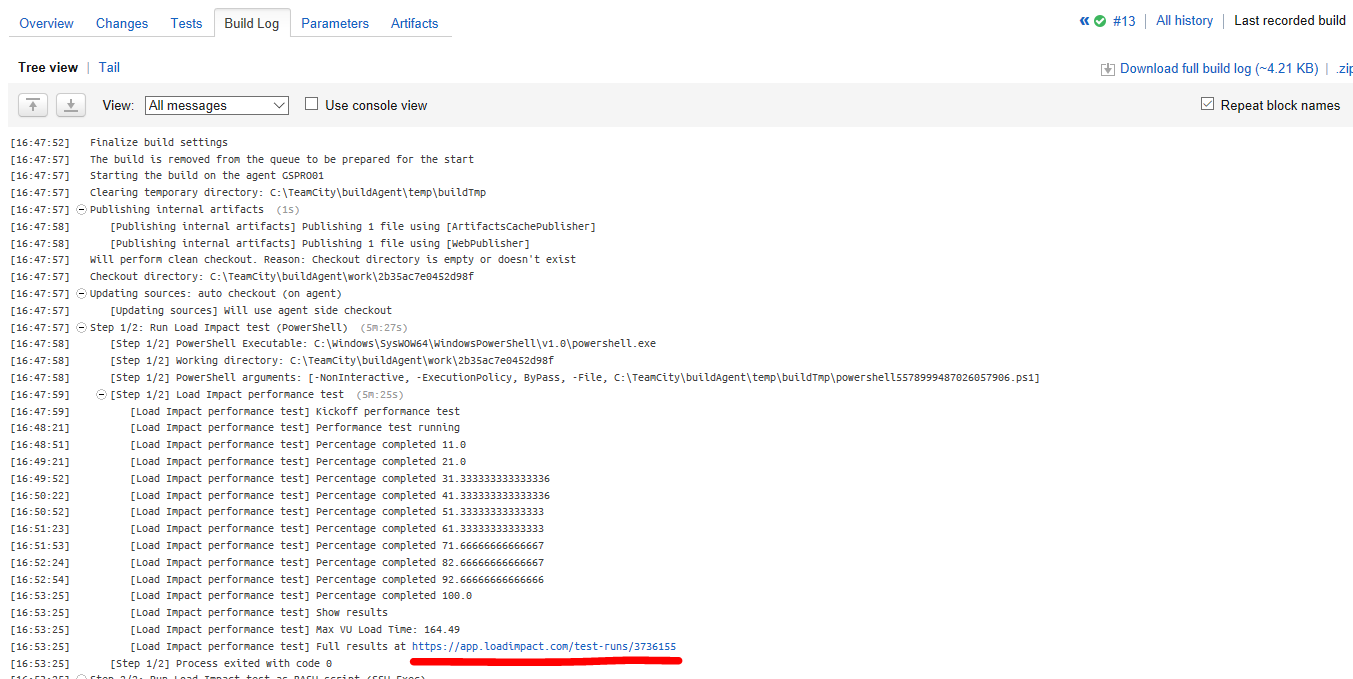 Overview Changes Tests Build Log Parameters Artifacts « #13 | All history | Last recorded build
Tree view | Tail Download full build log (~4.21 KB) | .zip
View: All messages Use console view Repeat block names
[16:47:52] Finalize build settings
[16:47:57] The build is removed from the queue to be prepared for the start
[16:47:57] Starting the build on the agent GSPRO01
[16:47:57] Clearing temporary directory: C:\TeamCity\buildAgent\temp\buildTmp
[16:47:57] Publishing internal artifacts (1s)
[16:47:58] [Publishing internal artifacts] Publishing 1 file using [ArtifactsCachePublisher]
[16:47:58] [Publishing internal artifacts] Publishing 1 file using [WebPublisher]
[16:47:57] Will perform clean checkout. Reason: Checkout directory is empty or doesn't exist
[16:47:57] Checkout directory: C:\TeamCity\buildAgent\work\2b35ac7e0452d98f
[16:47:57] Updating sources: auto checkout (on agent)
[16:47:57] [Updating sources] Will use agent side checkout
[16:47:57] Step 1/2: Run Load Impact test (PowerShell) (5m:27s)
[16:47:58] [Step 1/2] PowerShell Executable: C:\Windows\SysWOW64\WindowsPowerShell\v1.0\powershell.exe
[16:47:58] [Step 1/2] Working directory: C:\TeamCity\buildAgent\work\2b35ac7e0452d98f
[16:47:58] [Step 1/2] PowerShell arguments: [-NonInteractive, -ExecutionPolicy, ByPass, -File, C:\TeamCity\buildAgent\temp\buildTmp\powershell5578999487026057906.ps1]
[16:47:59] [Step 1/2] Load Impact performance test (5m:25s)
[16:47:59] [Load Impact performance test] Kickoff performance test
[16:48:21] [Load Impact performance test] Performance test running
[16:48:51] [Load Impact performance test] Percentage completed 11.0
[16:49:21] [Load Impact performance test] Percentage completed 21.0
[16:49:52] [Load Impact performance test] Percentage completed 31.333333333333336
[16:50:22] [Load Impact performance test] Percentage completed 41.333333333333336
[16:50:52] [Load Impact performance test] Percentage completed 51.33333333333333
[16:51:23] [Load Impact performance test] Percentage completed 61.33333333333333
[16:51:53] [Load Impact performance test] Percentage completed 71.66666666666667
[16:52:24] [Load Impact performance test] Percentage completed 82.66666666666667
[16:52:54] [Load Impact performance test] Percentage completed 92.66666666666666
[16:53:25] [Load Impact performance test] Percentage completed 100.0
[16:53:25] [Load Impact performance test] Show results
[16:53:25] [Load Impact performance test] Max VU Load Time: 164.49
[16:53:25] [Load Impact performance test] Full results at https://app.loadimpact.com/test-runs/3736155
[16:53:25] [Step 1/2] Process exited with code 0
[16:53:25] Step 2/2: Run Load Impact test as BASH script (SSH Exec)